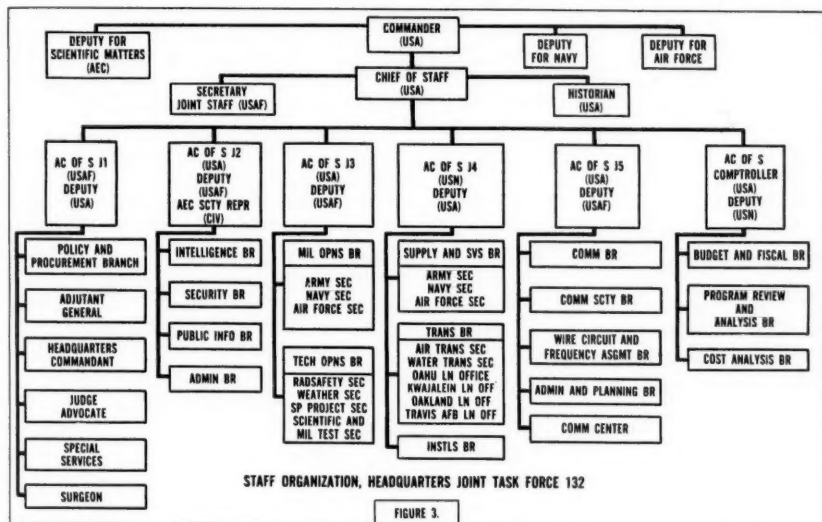 COMMANDER
(USA)
DEPUTY FOR
SCIENTIFIC MATTERS
(AEC)
DEPUTY
FOR NAVY
DEPUTY FOR
AIR FORCE
CHIEF OF STAFF
(USA)
SECRETARY
JOINT STAFF (USAF)
HISTORIAN
(USA)
AC OF S J1
(USAF)
DEPUTY
(USA)
POLICY AND
PROCUREMENT BRANCH
ADJUTANT
GENERAL
HEADQUARTERS
COMMANDANT
JUDGE
ADVOCATE
SPECIAL
SERVICES
SURGEON
AC OF S J2
(USA)
DEPUTY
(USAF)
AEC SCTY REPR
(CIV)
INTELLIGENCE BR
SECURITY BR
PUBLIC INFO BR
ADMIN BR
AC OF S J3
(USA)
DEPUTY
(USAF)
MIL OPNS BR
ARMY SEC
NAVY SEC
AIR FORCE SEC
TECH OPNS BR
RADSAFETY SEC
WEATHER SEC
SP PROJECT SEC
SCIENTIFIC AND
MIL TEST SEC
AC OF S J4
(USN)
DEPUTY
(USA)
SUPPLY AND SVS BR
ARMY SEC
NAVY SEC
AIR FORCE SEC
TRANS BR
AIR TRANS SEC
WATER TRANS SEC
OAHU LN OFFICE
KWAJALEIN LN OFF
OAKLAND LN OFF
TRAVIS AFB LN OFF
INSTLS BR
AC OF S J5
(USA)
DEPUTY
(USAF)
COMM BR
COMM SCTY BR
WIRE CIRCUIT AND
FREQUENCY ASGMT BR
ADMIN AND PLANNING BR
COMM CENTER
AC OF S
COMPTROLLER
(USA)
DEPUTY
(USN)
BUDGET AND FISCAL BR
PROGRAM REVIEW
AND
ANALYSIS BR
COST ANALYSIS BR
STAFF ORGANIZATION, HEADQUARTERS JOINT TASK FORCE 132
FIGURE 3.